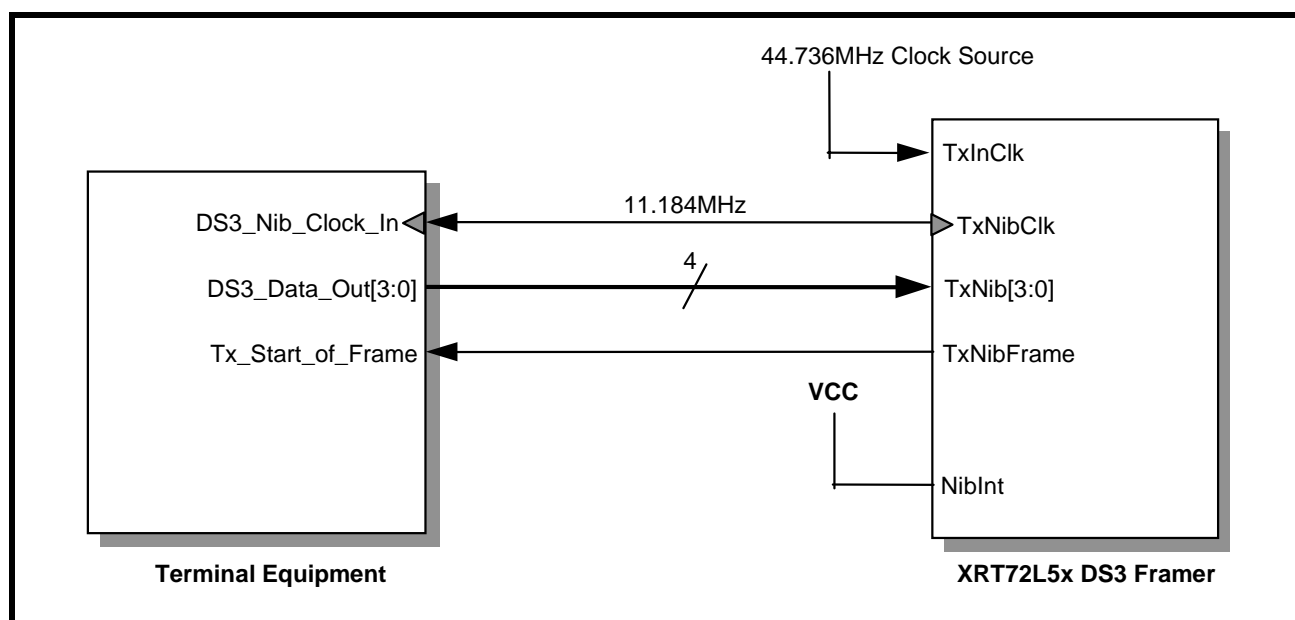 44.736MHz Clock Source
TxInClk
11.184MHz
DS3_Nib_Clock_In
TxNibClk
4
DS3_Data_Out[3:0]
TxNib[3:0]
Tx_Start_of_Frame
TxNibFrame
VCC
NibInt
Terminal Equipment
XRT72L5x DS3 Framer